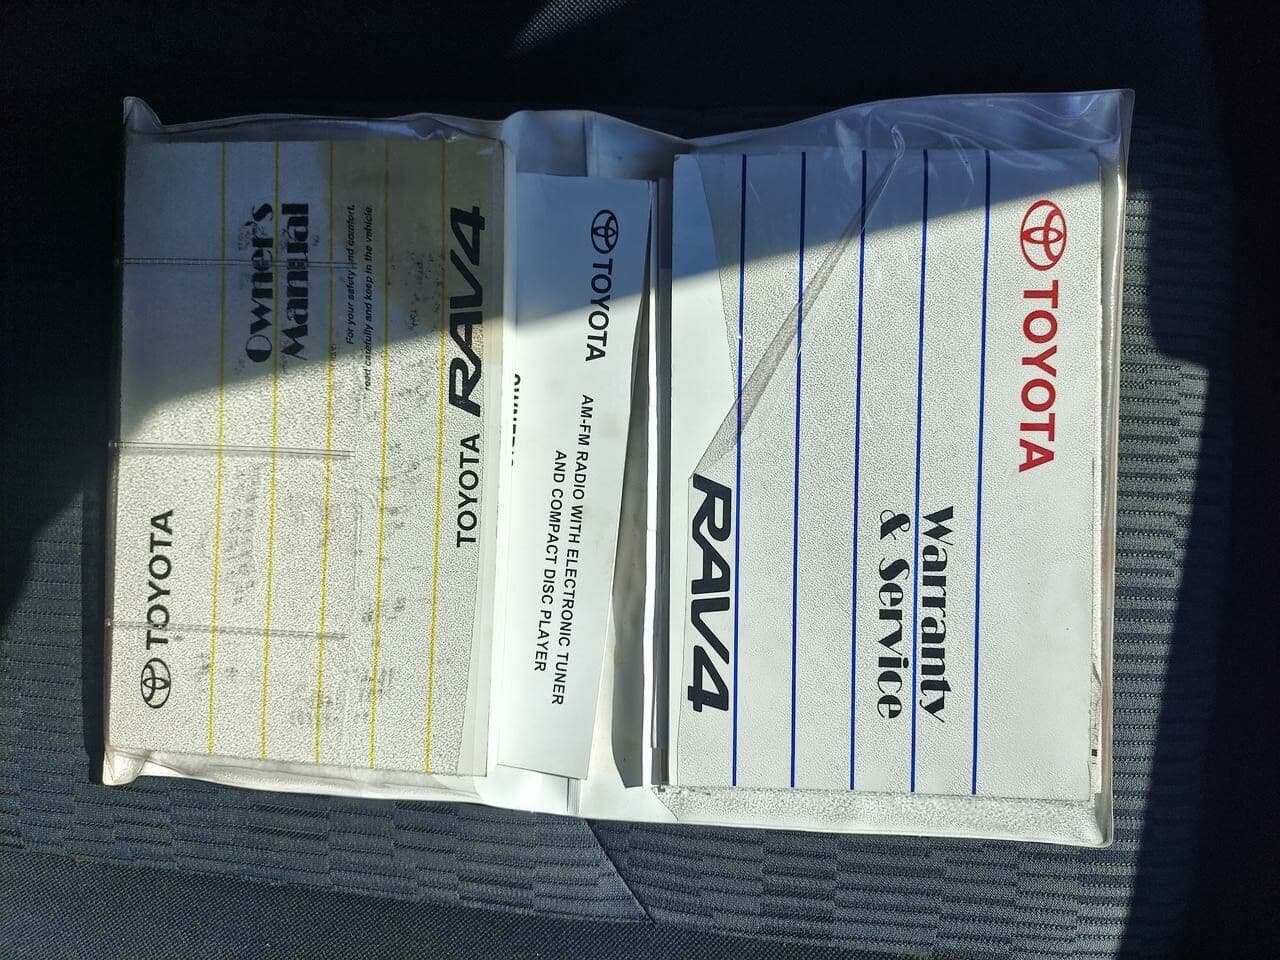 TOYOTA RAV4
For your safety and comfort,
read carefully and keep in the vehicle.
Owner's
Manual
TOYOTA
TOYOTA
AM-FM RADIO WITH ELECTRONIC TUNER
AND COMPACT DISC PLAYER
TOYOTA
Warranty
& Service
RAV4